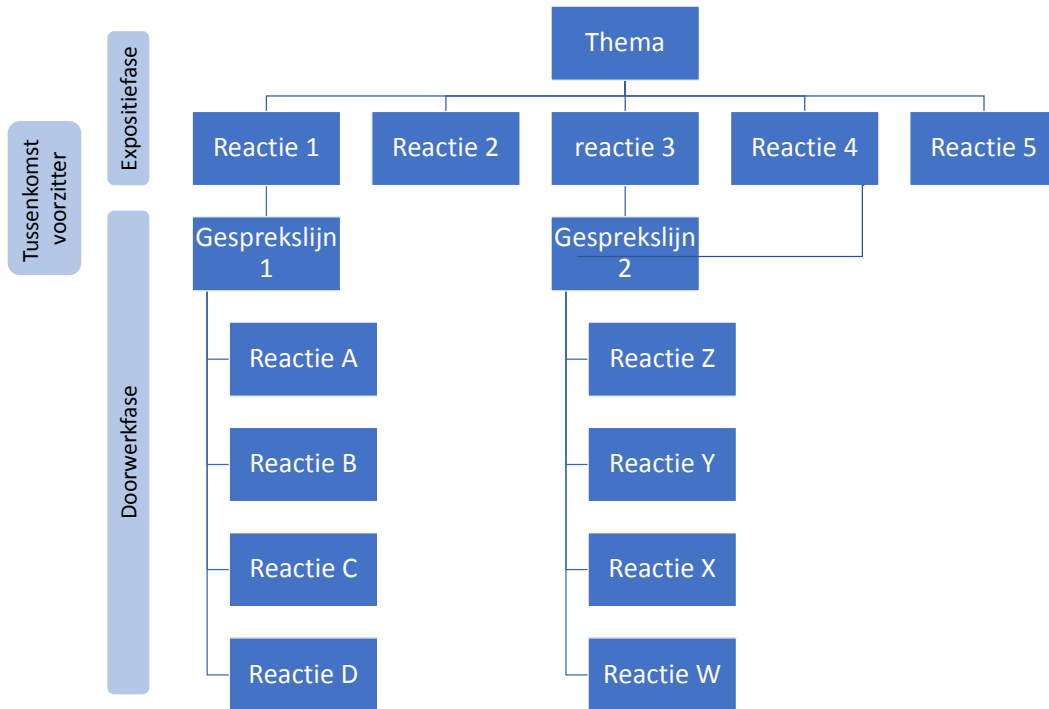 Thema
Expositiefase
Tussenkomst
voorzitter
Reactie 1
Reactie 2
reactie 3
Reactie 4
Reactie 5
Doorwerkfase
Gesprekslijn
1
Gesprekslijn
2
Reactie A
Reactie Z
Reactie B
Reactie Y
Reactie C
Reactie X
Reactie D
Reactie W